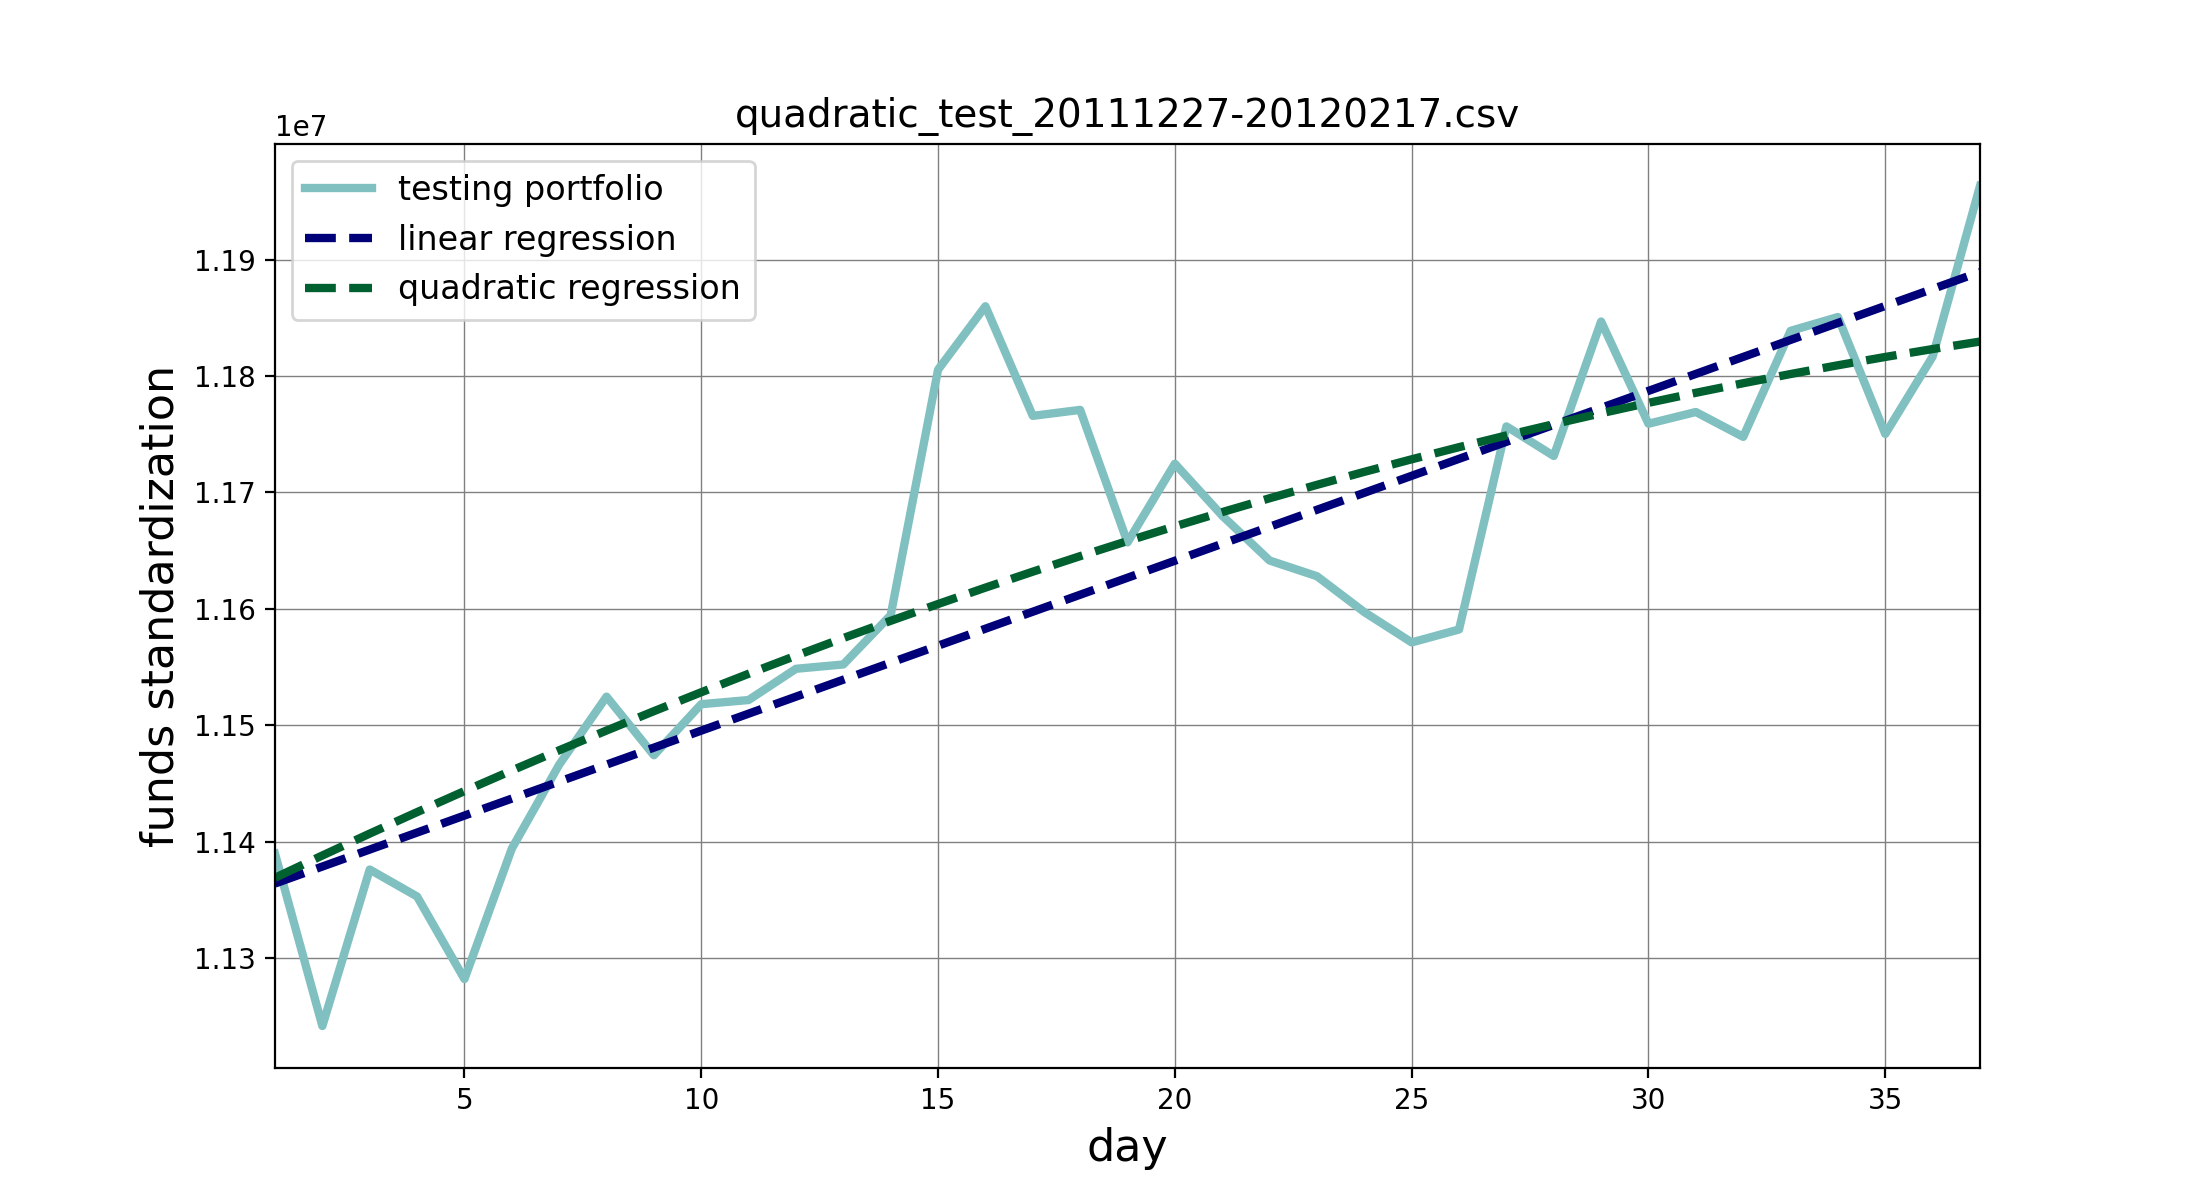 quadratic_test_20111227-20120217.csv
1e7
testing portfolio
linear regression
quadratic regression
1.19
1.18
1.17
1.16
1.15
1.14
1.13
funds standardization
5 10 15 20 25 30 35
day